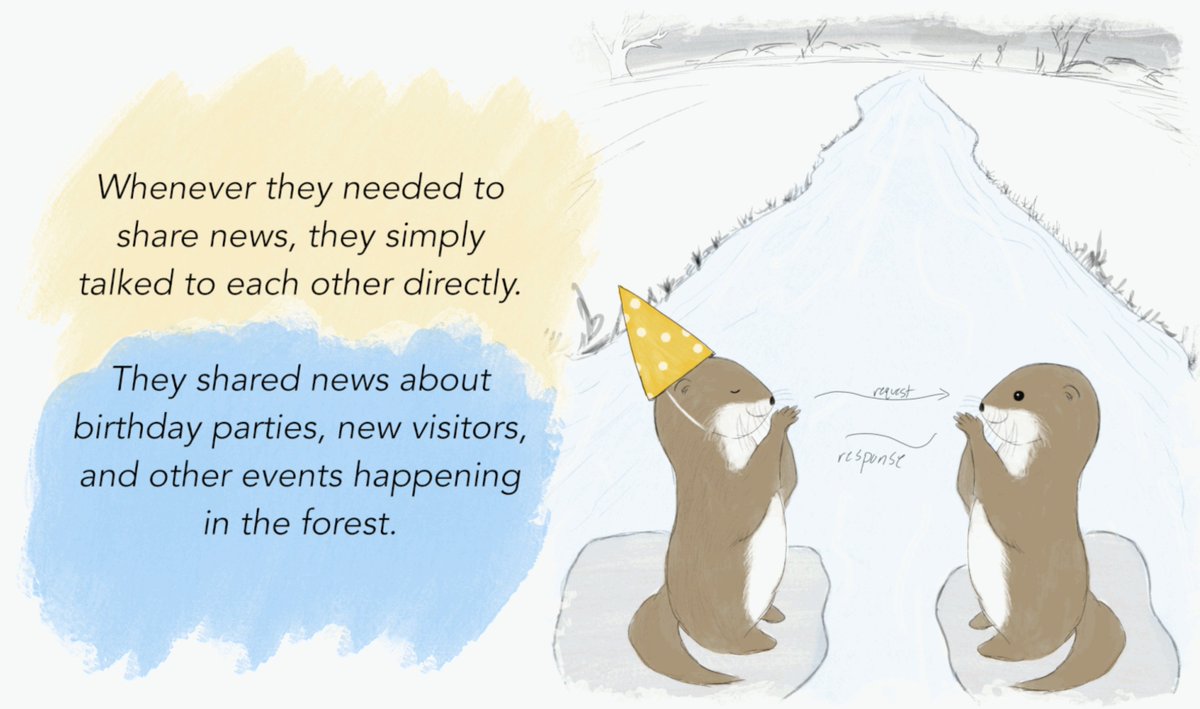 Whenever they needed to
share news, they simply
talked to each other directly.
They shared news about
birthday parties, new visitors,
and other events happening
in the forest.
request
response